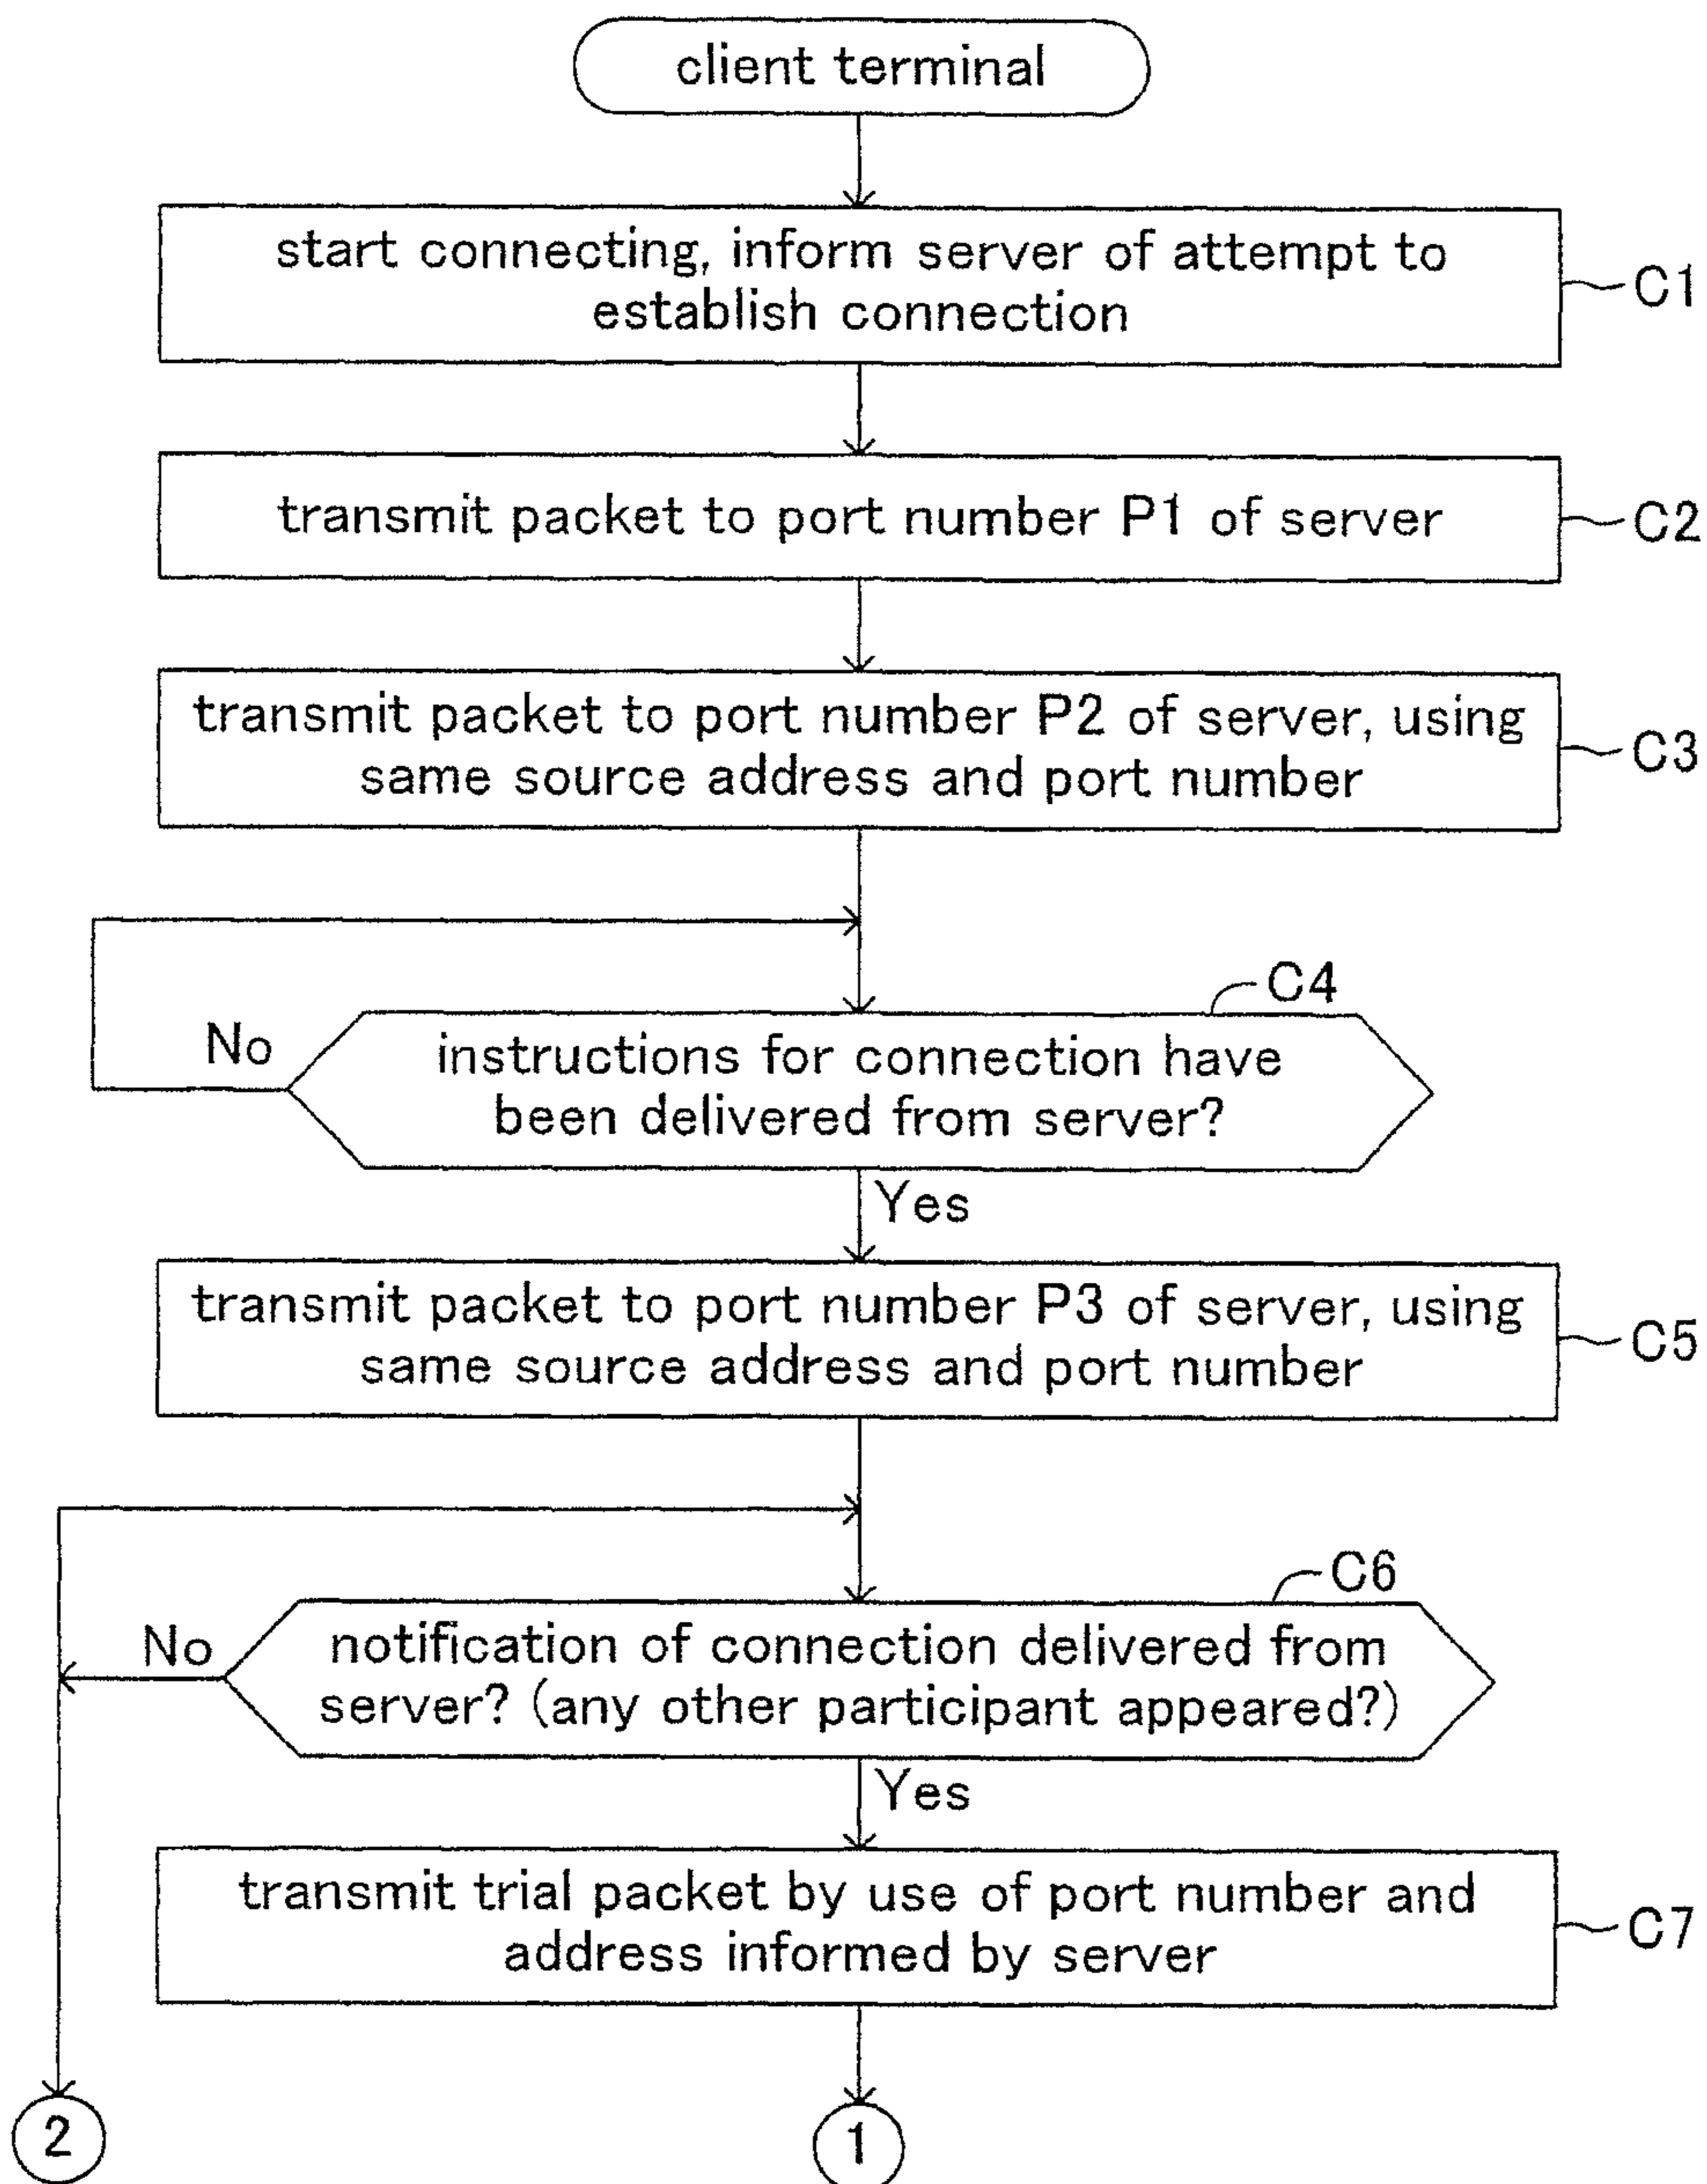 client terminal
start connecting, inform server of attempt to
establish connection
C1
transmit packet to port number P1 of server
C2
transmit packet to port number P2 of server, using
same source address and port number
C3
C4
No
instructions for connection have
been delivered from server?
Yes
transmit packet to port number P3 of server, using
same source address and port number
C5
C6
No
notification of connection delivered from
server? (any other participant appeared?)
Yes
transmit trial packet by use of port number and
address informed by server
C7
2
1